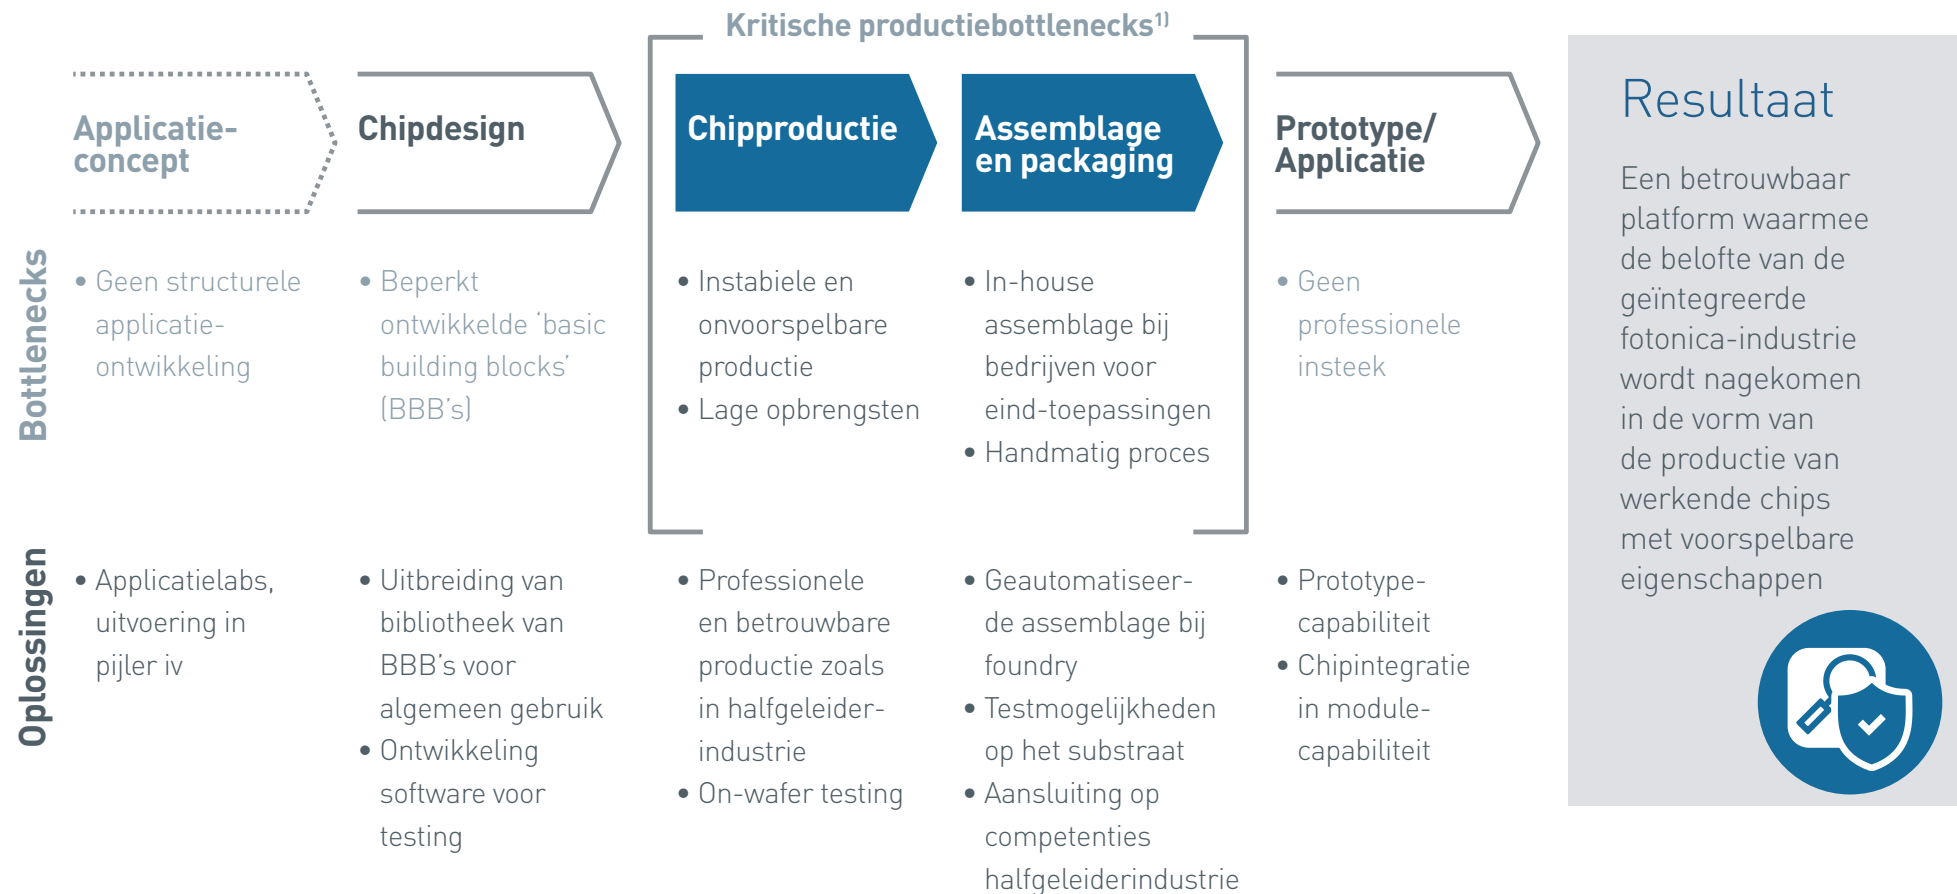 Kritische productiebottlenecks1)
Applicatie-
concept
Chipdesign
Chipproductie
Assemblage
en packaging
Prototype/
Applicatie
Bottlenecks
• Geen structurele
applicatie-
ontwikkeling
• Beperkt
ontwikkelde ‘basic
building blocks’
(BBB’s)
• Instabiele en
onvoorspelbare
productie
• Lage opbrengsten
• In-house
assemblage bij
bedrijven voor
eind-toepassingen
• Handmatig proces
• Geen
professionele
insteek
Oplossingen
• Applicatielabs,
uitvoering in
pijler iv
• Uitbreiding van
bibliotheek van
BBB’s voor
algemeen gebruik
• Ontwikkeling
software voor
testing
• Professionele
en betrouwbare
productie zoals
in halfgeleider-
industrie
• On-wafer testing
• Geautomatiseer-
de assemblage bij
foundry
• Testmogelijkheden
op het substraat
• Aansluiting op
competenties
halfgeleiderindustrie
• Prototype-
capabiliteit
• Chipintegratie
in module-
capabiliteit
Resultaat
Een betrouwbaar
platform waarmee
de belofte van de
geïntegreerde
fotonica-industrie
wordt nagekomen
in de vorm van
de productie van
werkende chips
met voorspelbare
eigenschappen